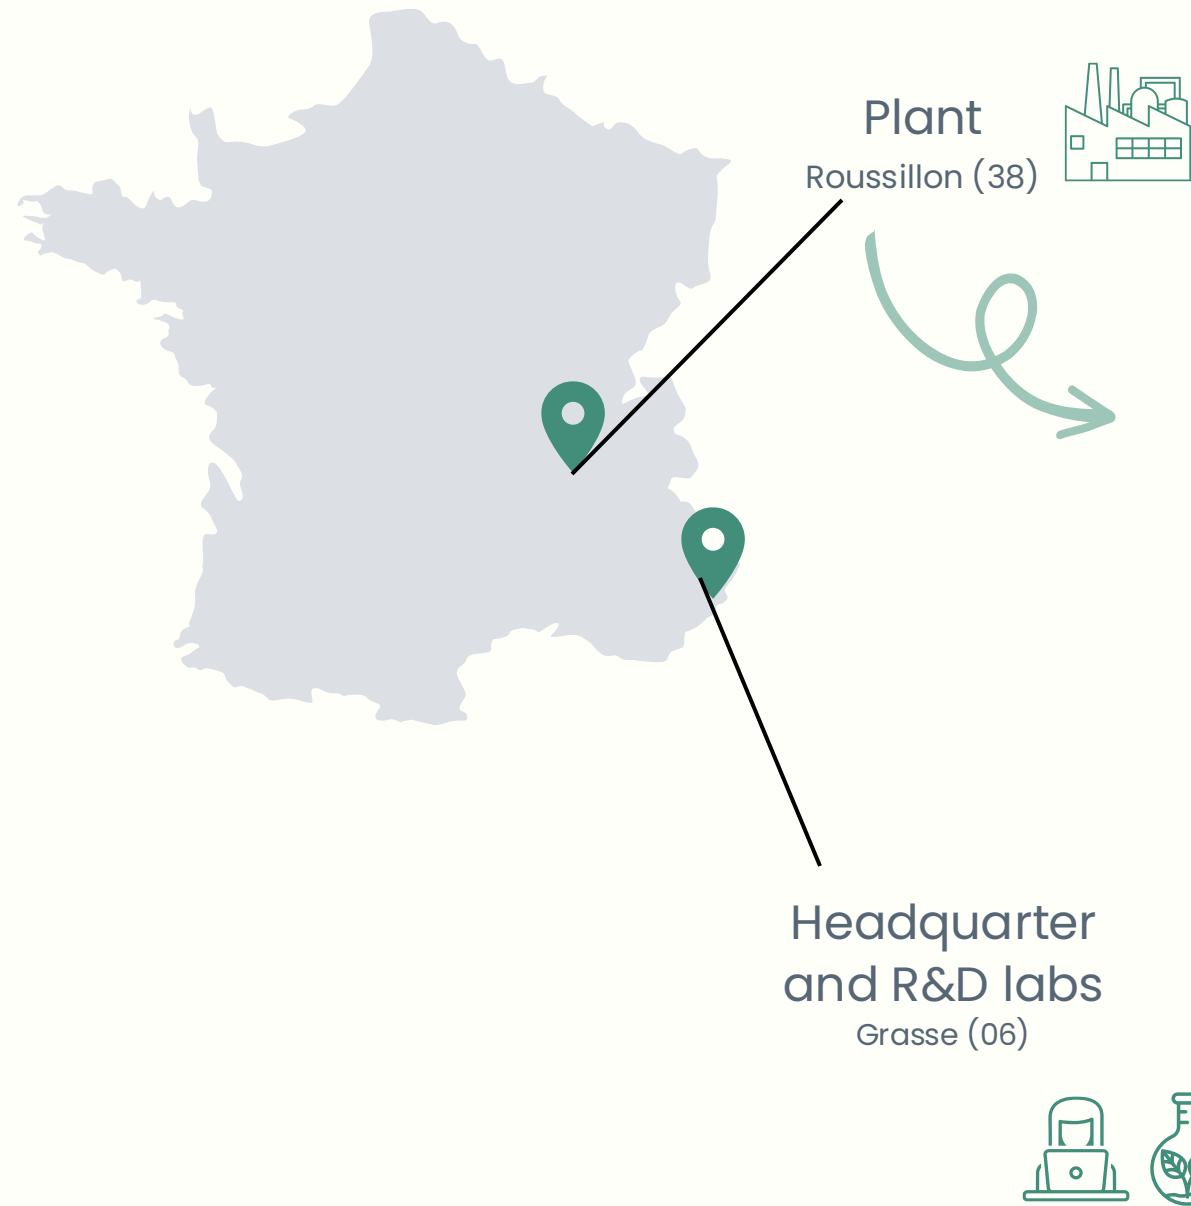 Plant
Roussillon (38)
Headquarter
and R&D labs
Grasse (06)